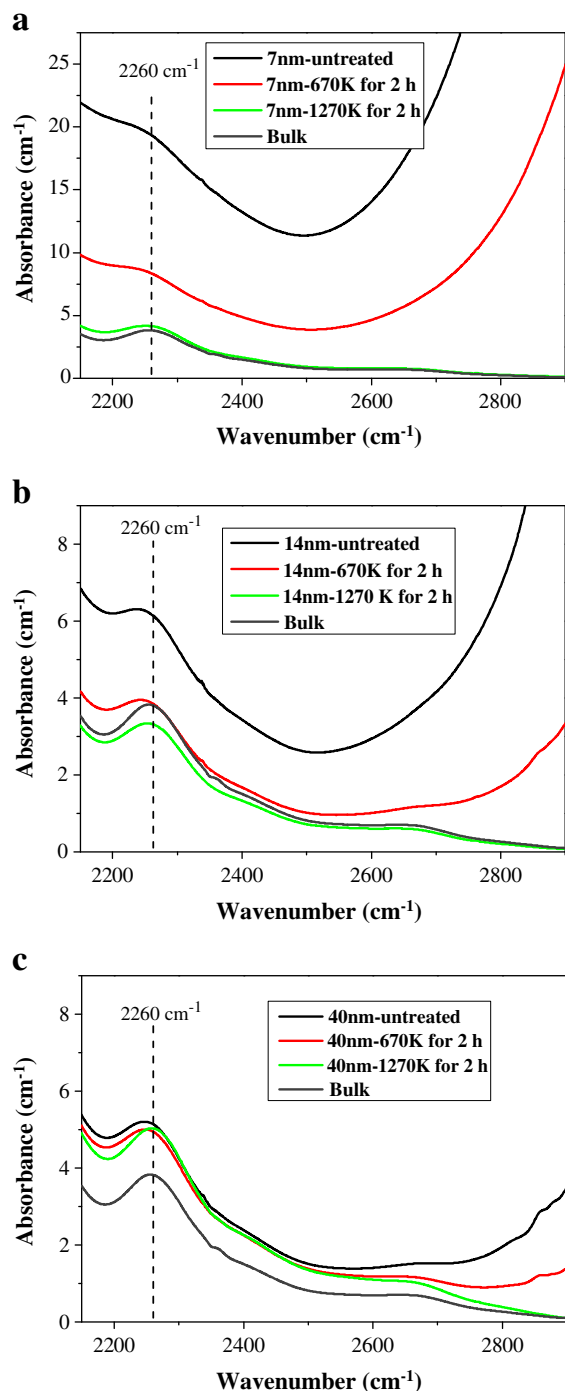 a
2260 cm⁻¹
7nm-untreated
7nm-670K for 2 h
7nm-1270K for 2 h
Bulk
25
20
15
10
5
0
Absorbance (cm⁻¹)
2200 2400 2600 2800
Wavenumber (cm⁻¹)
b
2260 cm⁻¹
14nm-untreated
14nm-670K for 2 h
14nm-1270 K for 2 h
Bulk
8
6
4
2
0
Absorbance (cm⁻¹)
2200 2400 2600 2800
Wavenumber (cm⁻¹)
c
2260 cm⁻¹
40nm-untreated
40nm-670K for 2 h
40nm-1270K for 2 h
Bulk
8
6
4
2
0
Absorbance (cm⁻¹)
2200 2400 2600 2800
Wavenumber (cm⁻¹)